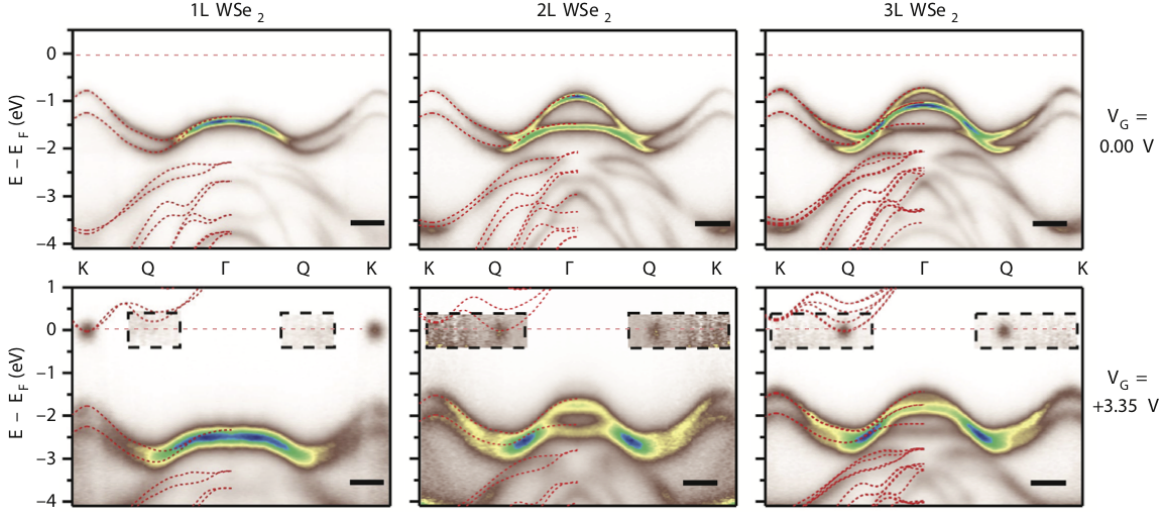 1L WSe 2
2L WSe 2
3L WSe 2
E − E F (eV)
0
−1
−2
−3
−4
V G =
0.00 V
K Q Γ Q K
K Q Γ Q K
K Q Γ Q K
E − E F (eV)
1
0
−1
−2
−3
−4
V G =
+3.35 V